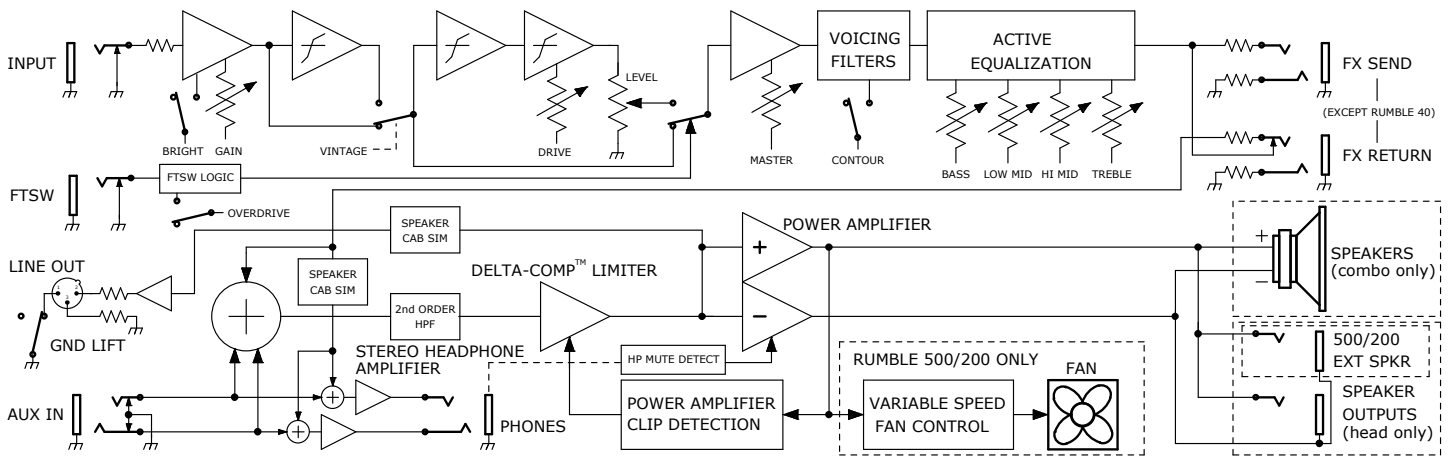 INPUT
BRIGHT
GAIN
VINTAGE
DRIVE
LEVEL
MASTER
VOICING
FILTERS
CONTOUR
ACTIVE
EQUALIZATION
BASS
LOW MID
HI MID
TREBLE
FX SEND
(EXCEPT RUMBLE 40)
FX RETURN
FTSW
FTSW LOGIC
OVERDRIVE
LINE OUT
1
2
3
GND LIFT
SPEAKER
CAB SIM
SPEAKER
CAB SIM
2nd ORDER
HPF
DELTA-COMP™ LIMITER
POWER AMPLIFIER
+
−
+
−
SPEAKERS
(combo only)
500/200
EXT SPKR
SPEAKER
OUTPUTS
(head only)
AUX IN
STEREO HEADPHONE
AMPLIFIER
PHONES
HP MUTE DETECT
POWER AMPLIFIER
CLIP DETECTION
RUMBLE 500/200 ONLY
VARIABLE SPEED
FAN CONTROL
FAN